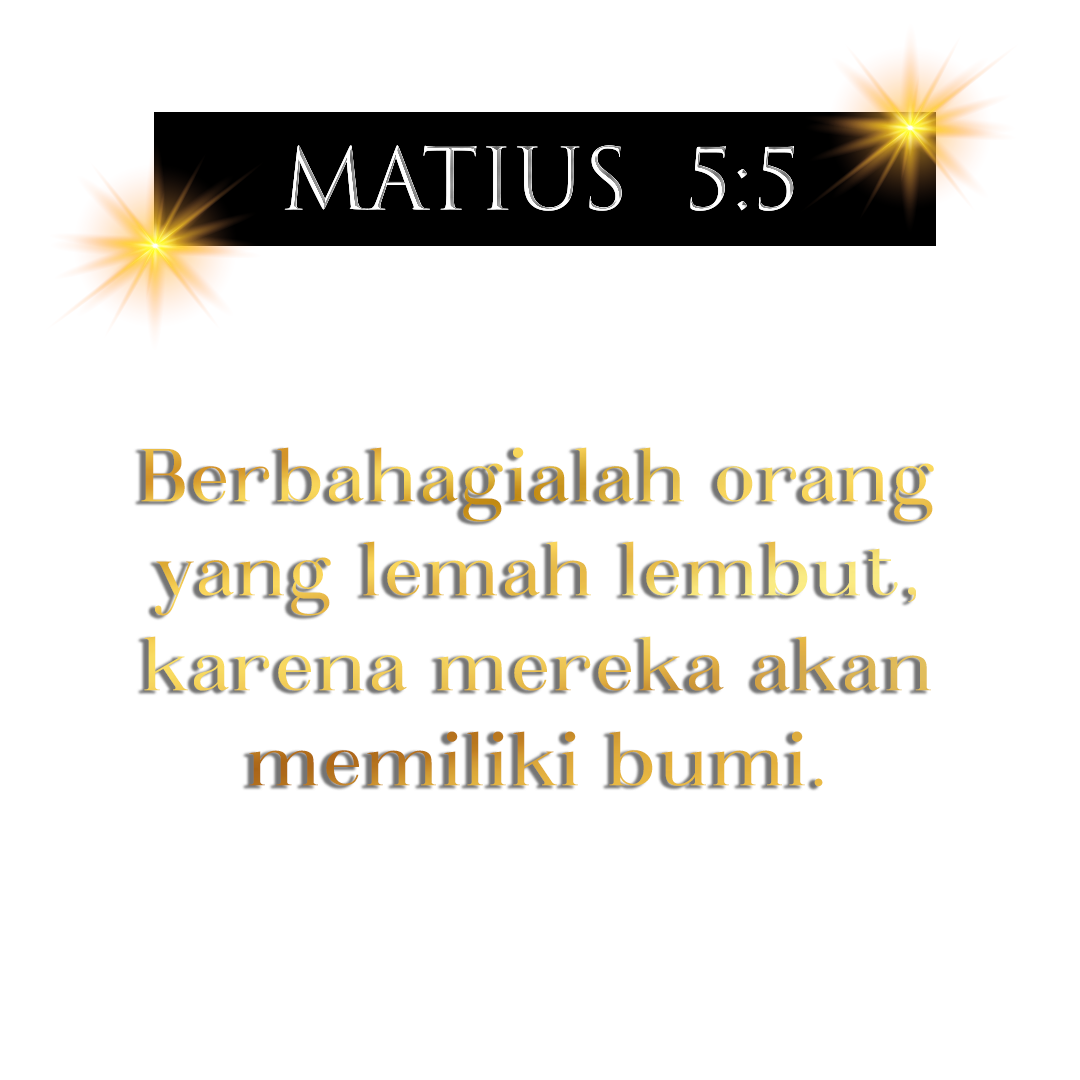 MATIUS 5:5
Berbahagialah orang
yang lemah lembut,
karena mereka akan
memiliki bumi.